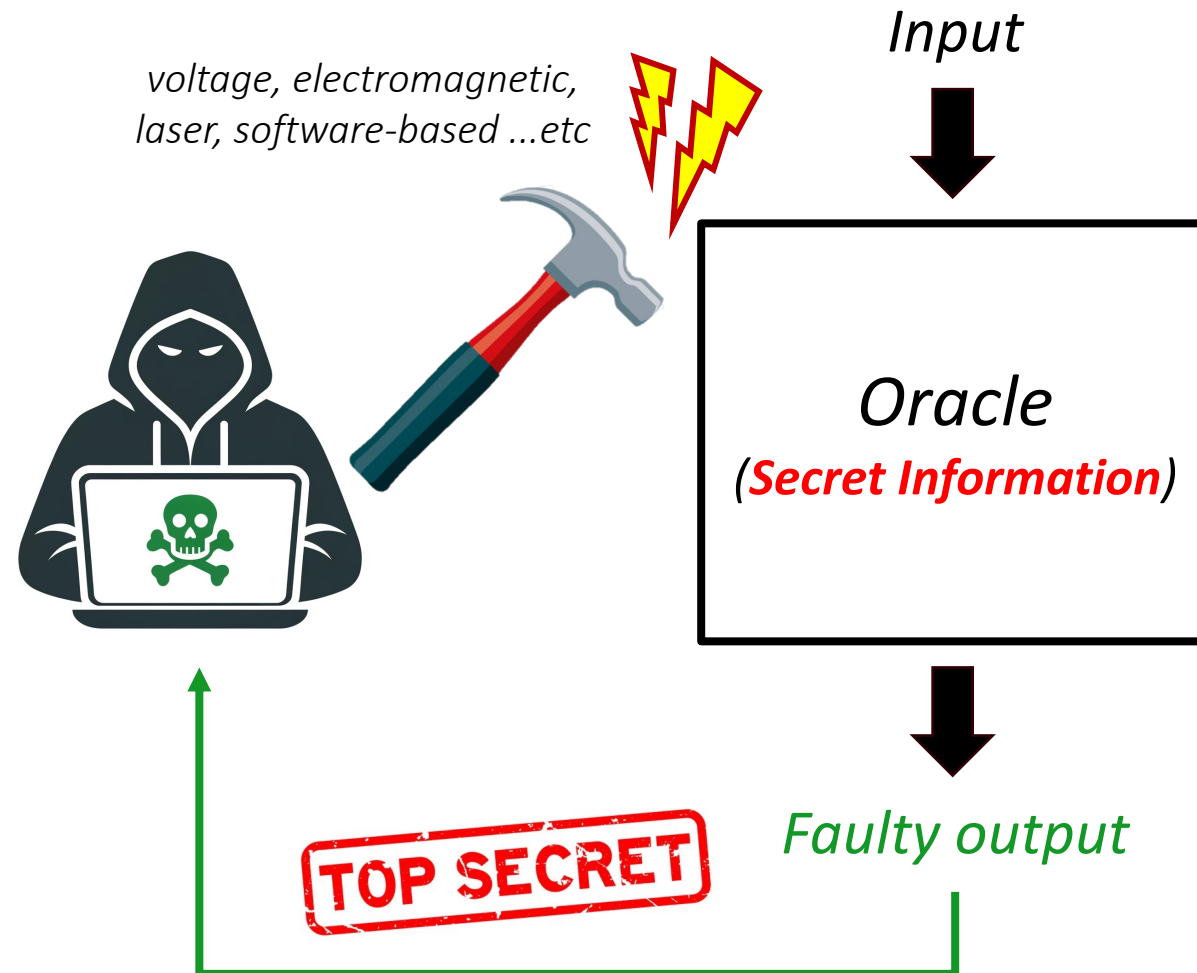 Input
voltage, electromagnetic,
laser, software-based ...etc
Oracle
(Secret Information)
Faulty output
TOP SECRET